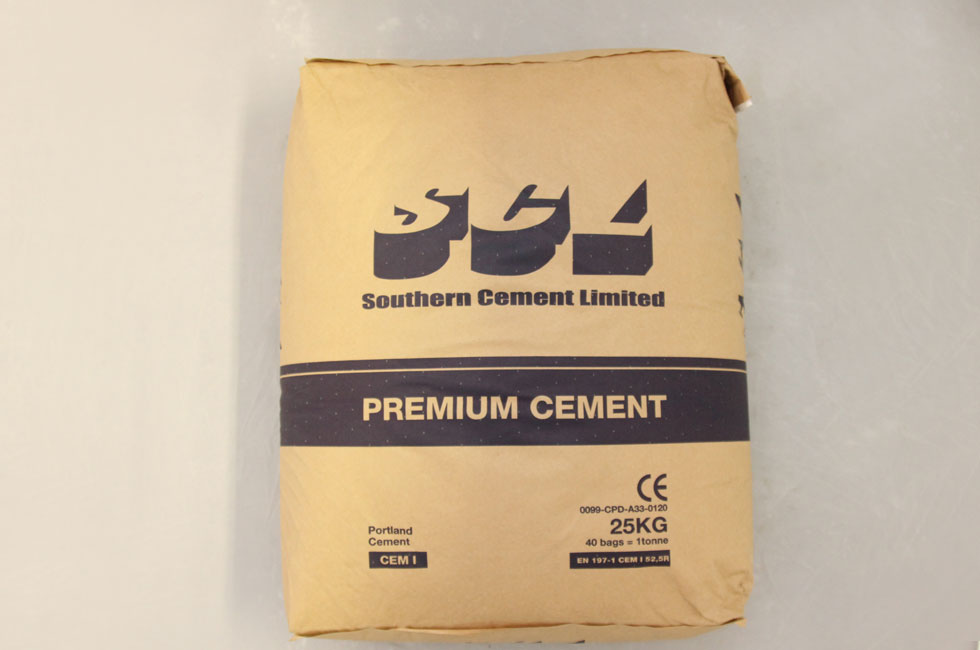 SCL
Southern Cement Limited
PREMIUM CEMENT
CE
0099-CPD-A33-0120
25KG
40 bags = 1tonne
EN 197-1 CEM I 52,5R
Portland
Cement
CEM I